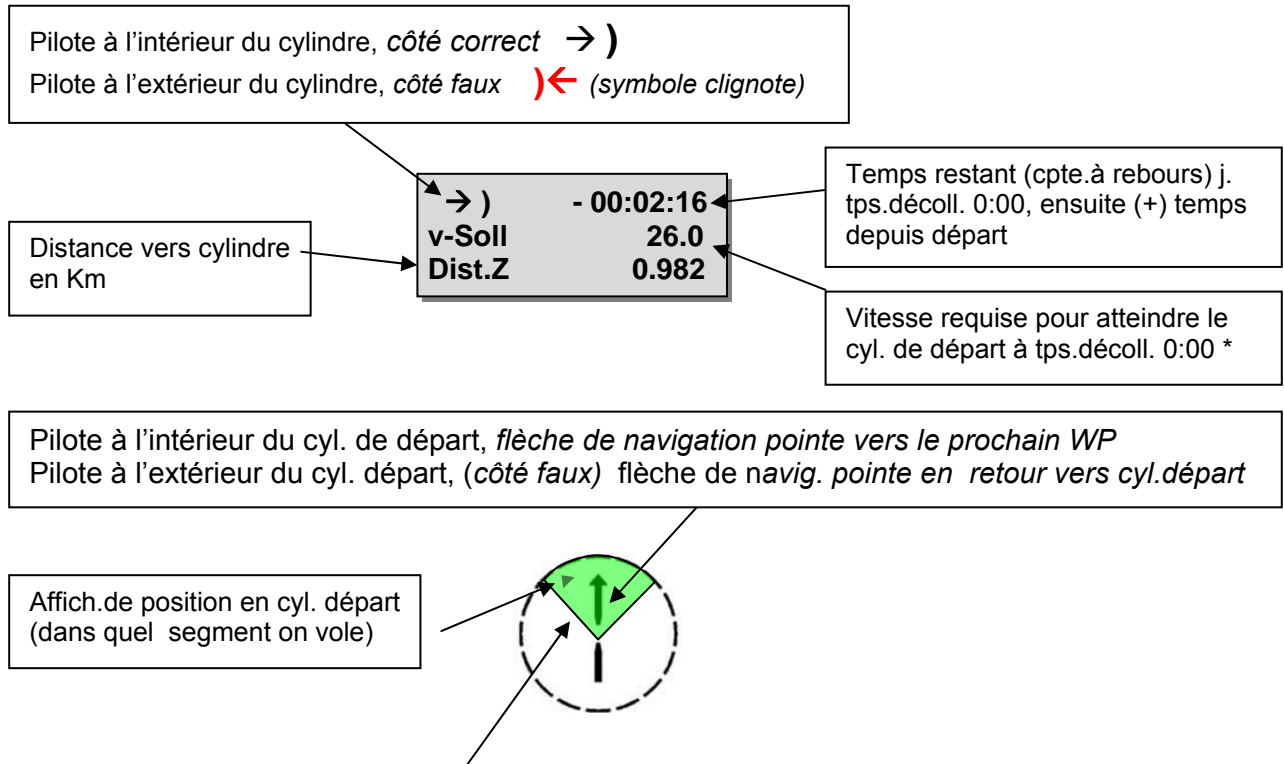 Pilote à l’intérieur du cylindre, côté correct → )
Pilote à l’extérieur du cylindre, côté faux )← (symbole clignote)
→ ) - 00:02:16
v-Soll 26.0
Dist.Z 0.982
Temps restant (cpte.à rebours) j.
tps.décoll. 0:00, ensuite (+) temps
depuis départ
Distance vers cylindre
en Km
Vitesse requise pour atteindre le
cyl. de départ à tps.décoll. 0:00 *
Pilote à l’intérieur du cyl. de départ, flèche de navigation pointe vers le prochain WP
Pilote à l’extérieur du cyl. départ, (côté faux) flèche de navig. pointe en retour vers cyl.départ
Affich.de position en cyl. départ
(dans quel segment on vole)